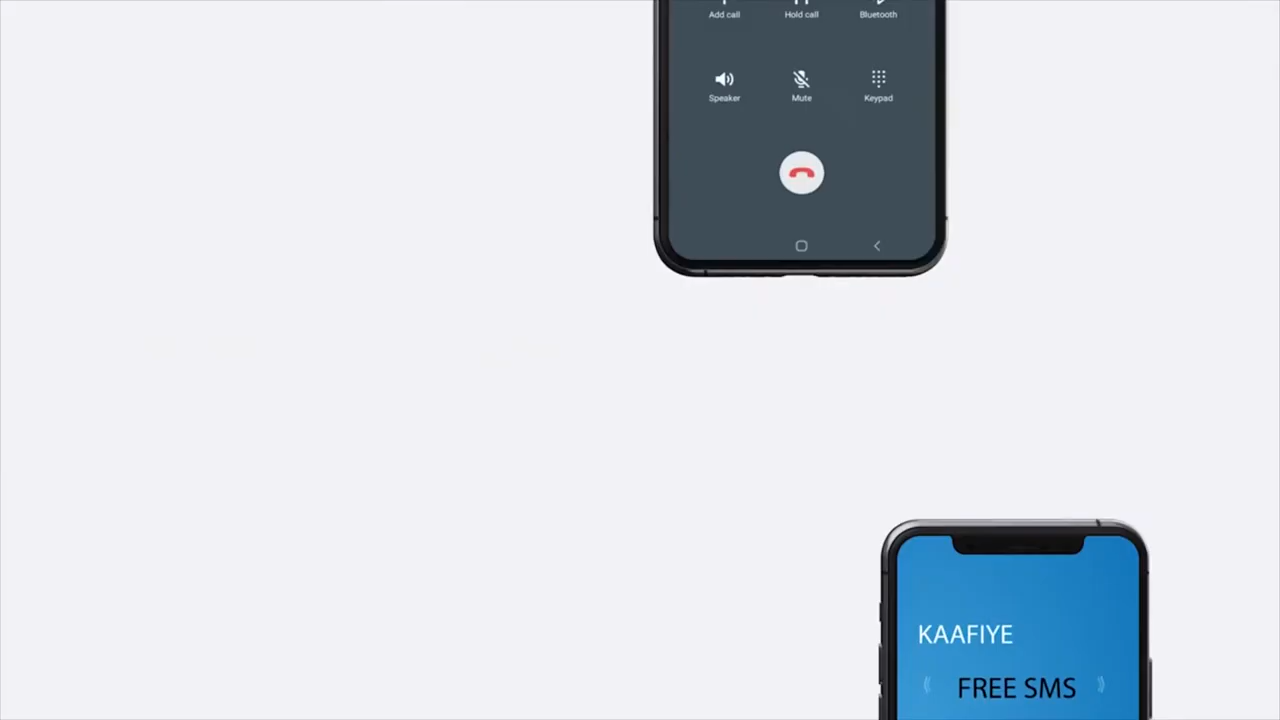 Add call Hold call Bluetooth
Speaker Mute Keypad
KAAFIYE
FREE SMS